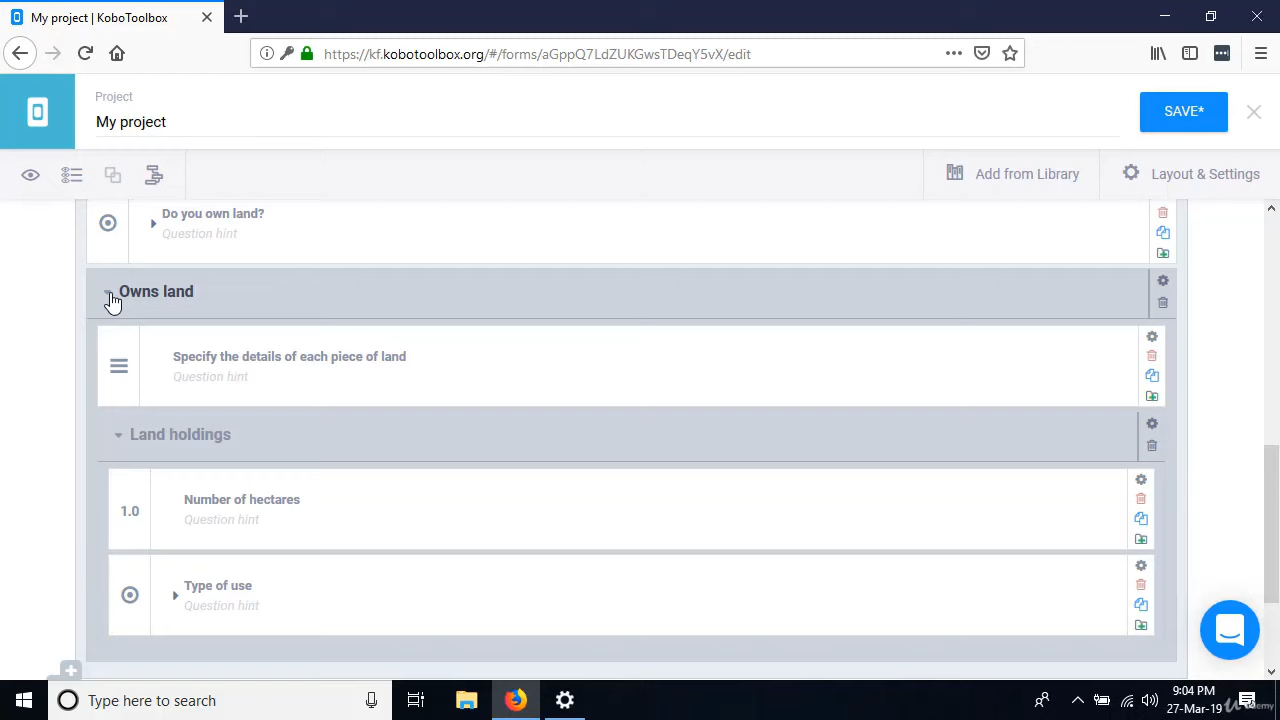 My project | KoboToolbox
https://kf.kobotoolbox.org/#/forms/aGppQ7LdZUKGwsTDeqY5vX/edit
Project
My project
SAVE*
Add from Library
Layout & Settings
Do you own land?
Question hint
Owns land
Specify the details of each piece of land
Question hint
Land holdings
1.0
Number of hectares
Question hint
Type of use
Question hint
Type here to search
9:04 PM
27-Mar-19
Udemy